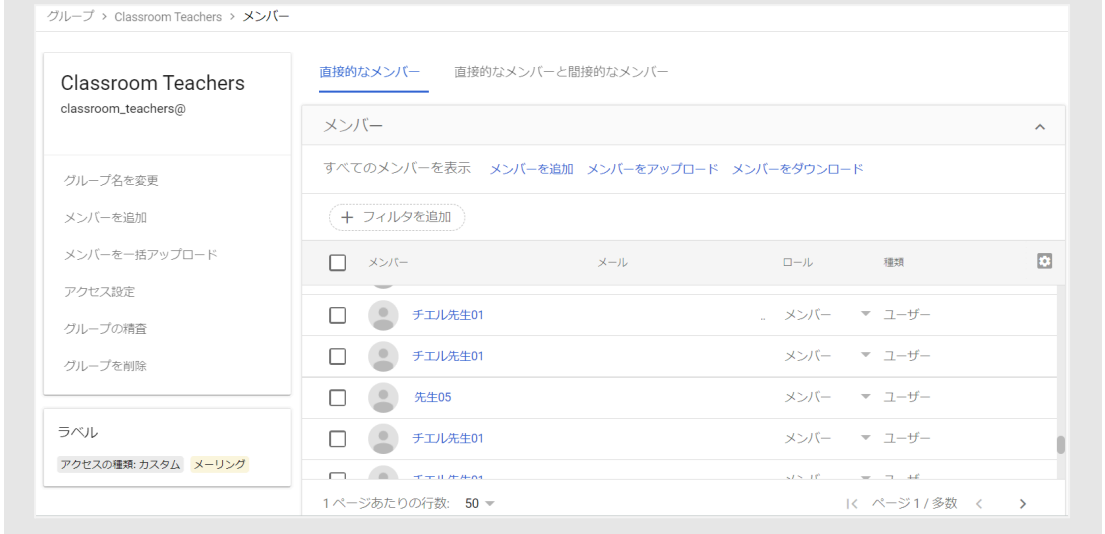 グループ > Classroom Teachers > メンバー
Classroom Teachers
classroom_teachers@
グループ名を変更
メンバーを追加
メンバーを一括アップロード
アクセス設定
グループの精査
グループを削除
ラベル
アクセスの種類: カスタム メーリング
直接的なメンバー 直接的なメンバーと間接的なメンバー
メンバー
すべてのメンバーを表示 メンバーを追加 メンバーをアップロード メンバーをダウンロード
+ フィルタを追加
メンバー メール ロール 種類
チエル先生01 .. メンバー ユーザー
チエル先生01 メンバー ユーザー
先生05 メンバー ユーザー
チエル先生01 メンバー ユーザー
1 ページあたりの行数: 50 ページ 1 / 多数